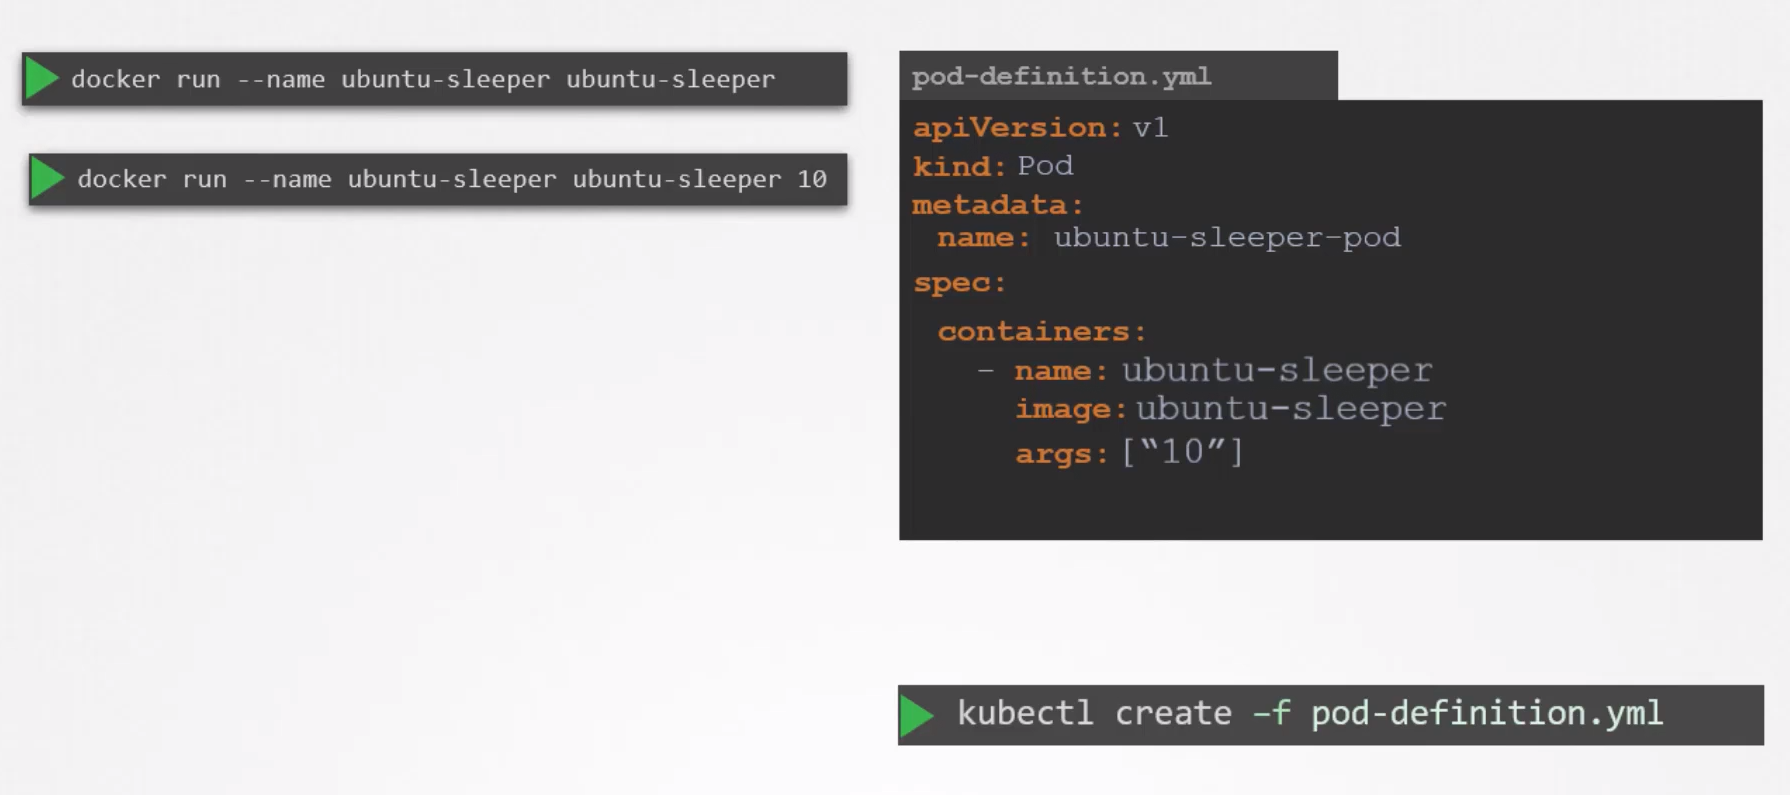 docker run --name ubuntu-sleeper ubuntu-sleeper
docker run --name ubuntu-sleeper ubuntu-sleeper 10
pod-definition.yml
apiVersion: v1
kind: Pod
metadata:
name: ubuntu-sleeper-pod
spec:
containers:
- name: ubuntu-sleeper
image: ubuntu-sleeper
args: [“10”]
kubectl create –f pod-definition.yml